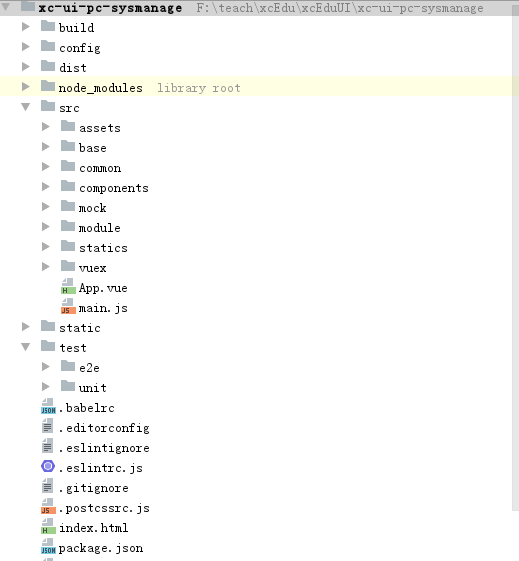 xc-ui-pc-sysmanage F:\teach\xcEdu\xcEduUI\xc-ui-pc-sysmanage
build
config
dist
node_modules library root
src
assets
base
common
components
mock
module
statics
vuex
App.vue
main.js
static
test
e2e
unit
.babelrc
.editorconfig
.eslintignore
.eslintrc.js
.gitignore
.postcssrc.js
index.html
package.json